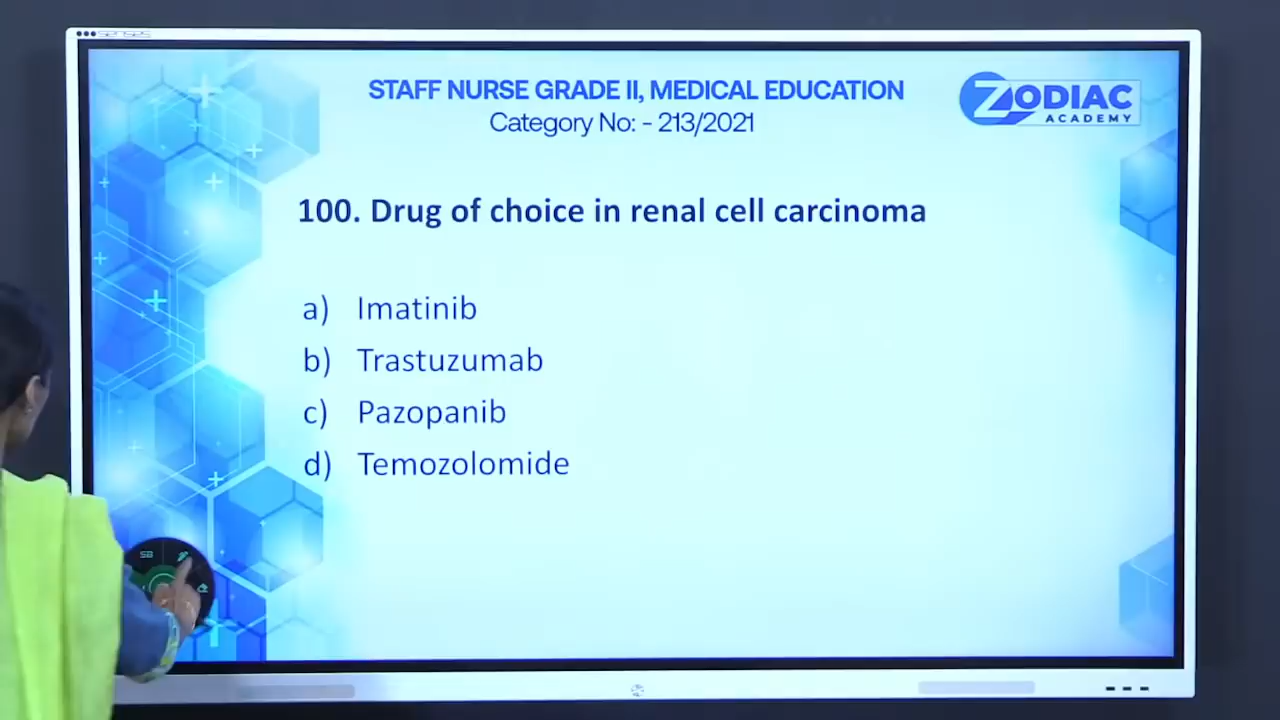 STAFF NURSE GRADE II, MEDICAL EDUCATION
Category No: - 213/2021
ZODIAC
ACADEMY
100. Drug of choice in renal cell carcinoma
a) Imatinib
b) Trastuzumab
c) Pazopanib
d) Temozolomide
SB